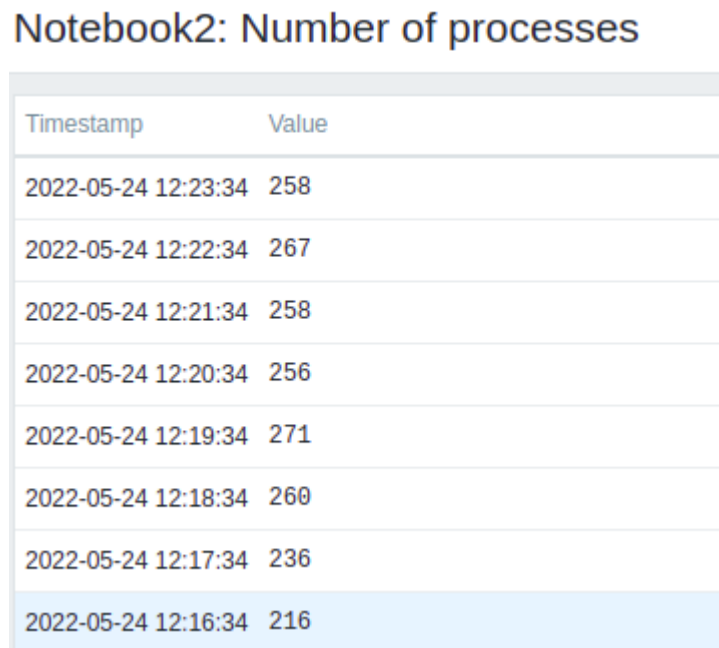 Notebook2: Number of processes
Timestamp Value
2022-05-24 12:23:34 258
2022-05-24 12:22:34 267
2022-05-24 12:21:34 258
2022-05-24 12:20:34 256
2022-05-24 12:19:34 271
2022-05-24 12:18:34 260
2022-05-24 12:17:34 236
2022-05-24 12:16:34 216